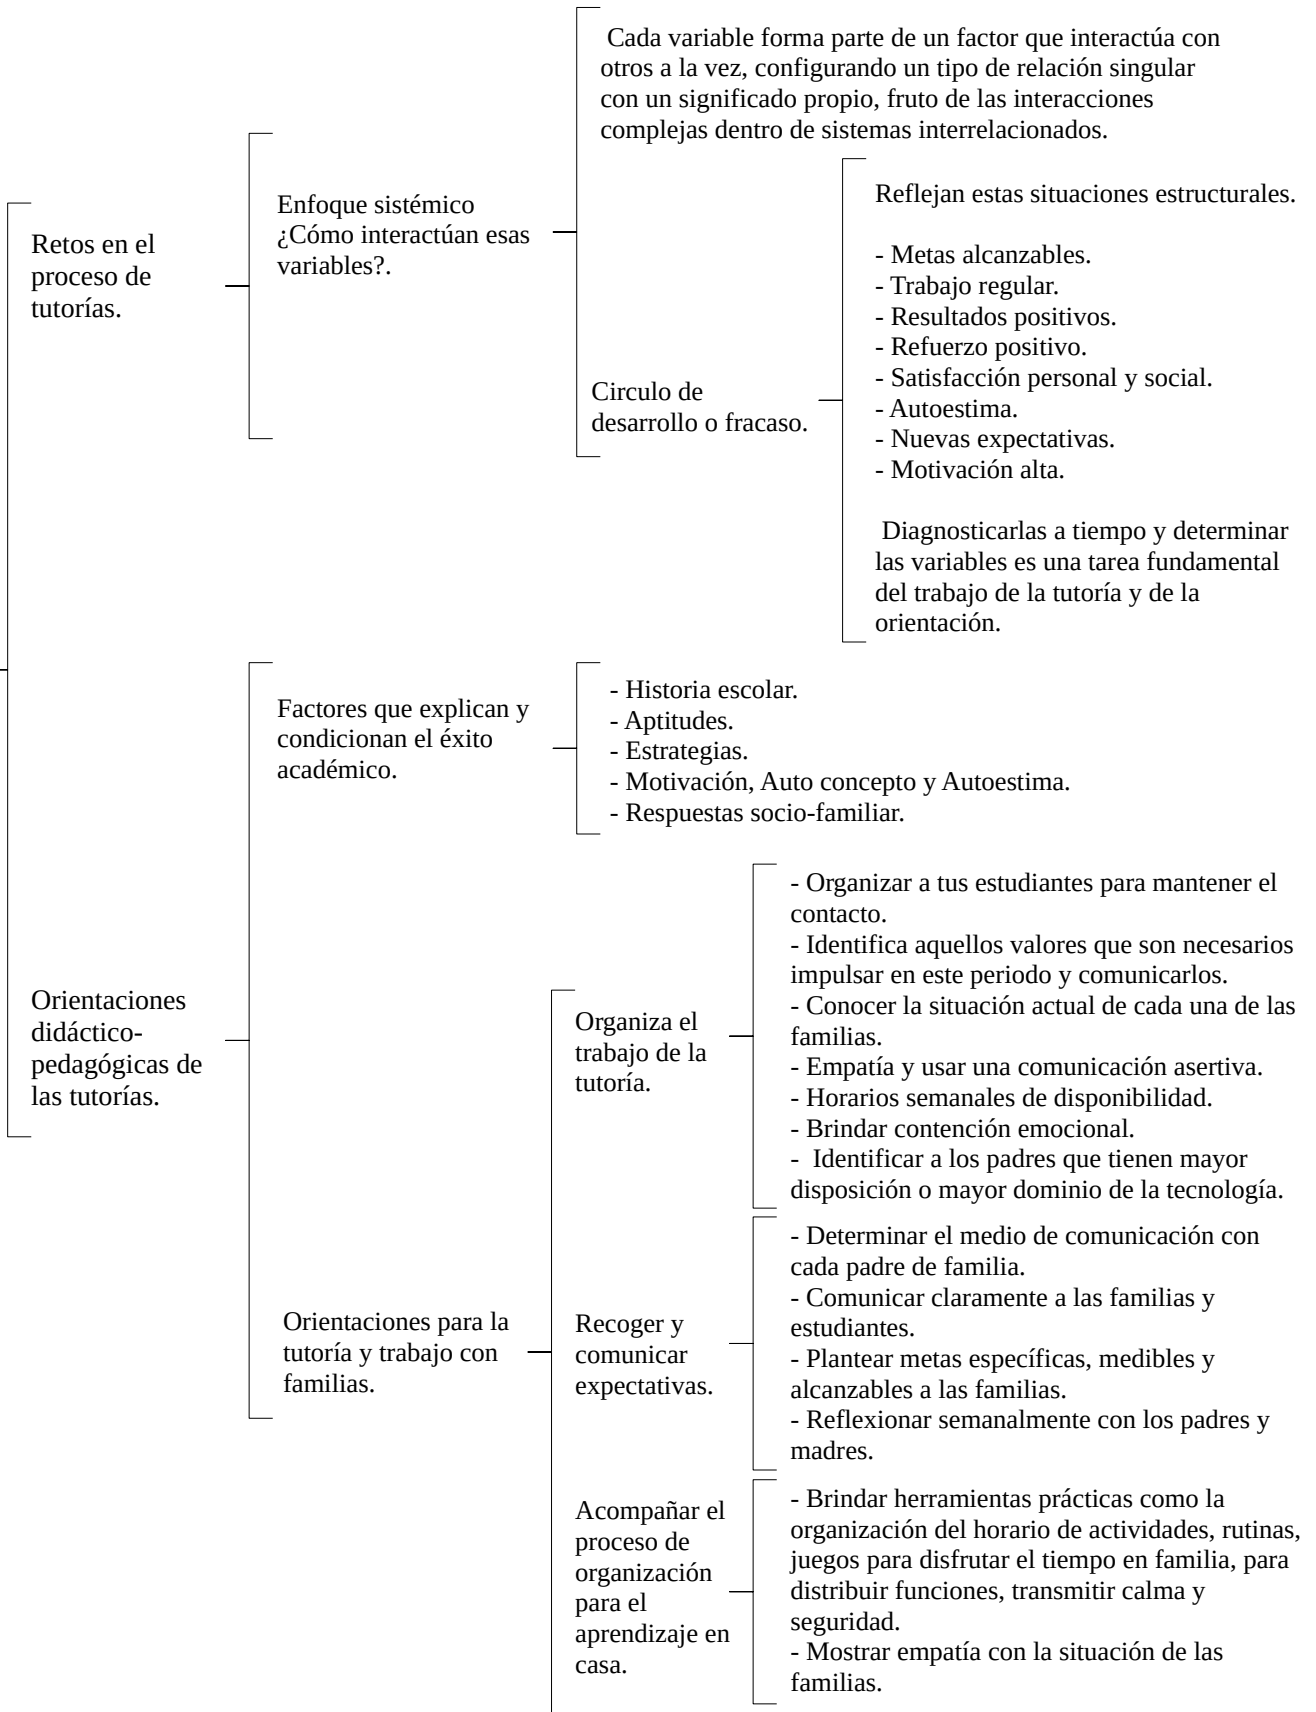 Retos en el
proceso de
tutorías.
Enfoque sistémico
¿Cómo interactúan esas
variables?.
Cada variable forma parte de un factor que interactúa con
otros a la vez, configurando un tipo de relación singular
con un significado propio, fruto de las interacciones
complejas dentro de sistemas interrelacionados.
Circulo de
desarrollo o fracaso.
Reflejan estas situaciones estructurales.
- Metas alcanzables.
- Trabajo regular.
- Resultados positivos.
- Refuerzo positivo.
- Satisfacción personal y social.
- Autoestima.
- Nuevas expectativas.
- Motivación alta.
Diagnosticarlas a tiempo y determinar
las variables es una tarea fundamental
del trabajo de la tutoría y de la
orientación.
Orientaciones
didáctico-
pedagógicas de
las tutorías.
Factores que explican y
condicionan el éxito
académico.
- Historia escolar.
- Aptitudes.
- Estrategias.
- Motivación, Auto concepto y Autoestima.
- Respuestas socio-familiar.
Orientaciones para la
tutoría y trabajo con
familias.
Organiza el
trabajo de la
tutoría.
- Organizar a tus estudiantes para mantener el
contacto.
- Identifica aquellos valores que son necesarios
impulsar en este periodo y comunicarlos.
- Conocer la situación actual de cada una de las
familias.
- Empatía y usar una comunicación asertiva.
- Horarios semanales de disponibilidad.
- Brindar contención emocional.
-  Identificar a los padres que tienen mayor
disposición o mayor dominio de la tecnología.
Recoger y
comunicar
expectativas.
- Determinar el medio de comunicación con
cada padre de familia.
- Comunicar claramente a las familias y
estudiantes.
- Plantear metas específicas, medibles y
alcanzables a las familias.
- Reflexionar semanalmente con los padres y
madres.
Acompañar el
proceso de
organización
para el
aprendizaje en
casa.
- Brindar herramientas prácticas como la
organización del horario de actividades, rutinas,
juegos para disfrutar el tiempo en familia, para
distribuir funciones, transmitir calma y
seguridad.
- Mostrar empatía con la situación de las
familias.